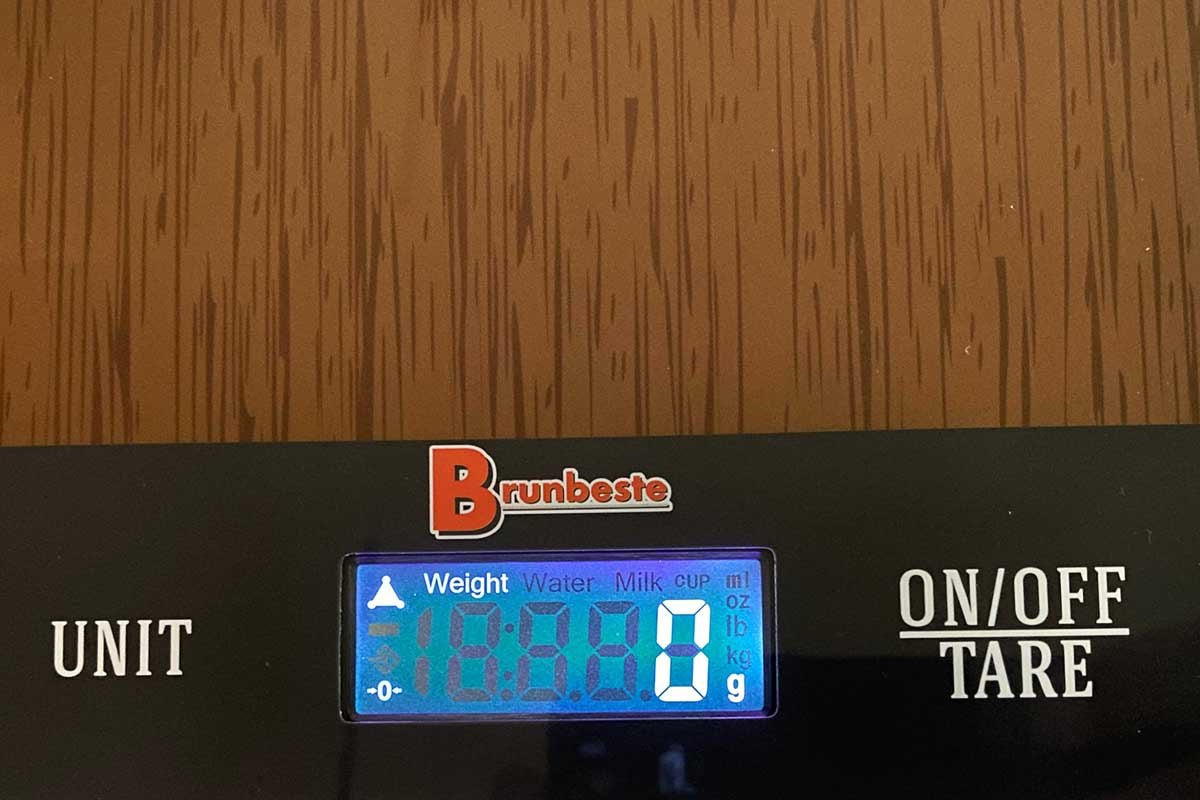 Brunbeste
Weight Water Milk CUP ml
oz
lb
kg
→0←
0 g
UNIT
ON/OFF
TARE